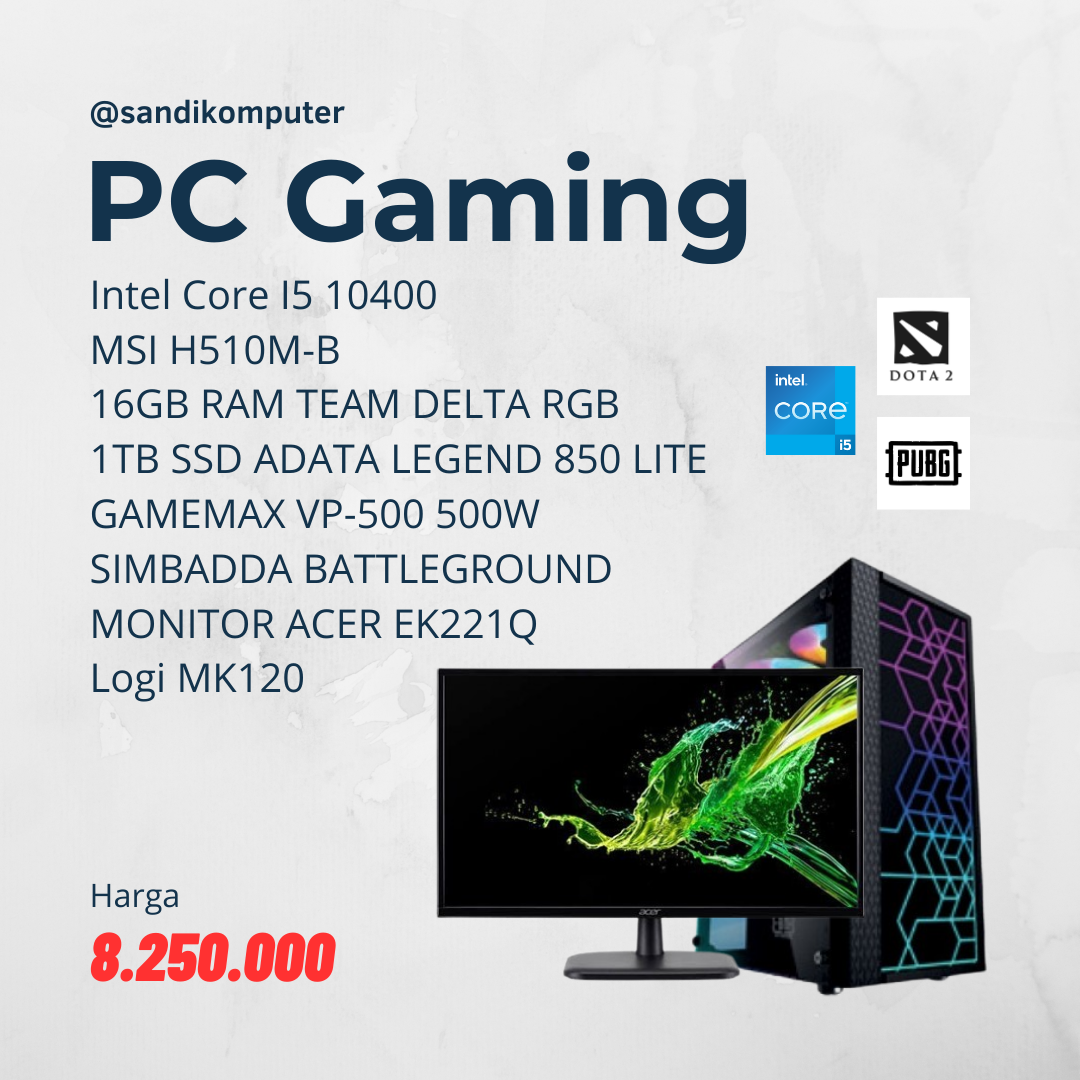 @sandikomputer
PC Gaming
Intel Core I5 10400
MSI H510M-B
16GB RAM TEAM DELTA RGB
1TB SSD ADATA LEGEND 850 LITE
GAMEMAX VP-500 500W
SIMBADDA BATTLEGROUND
MONITOR ACER EK221Q
Logi MK120
DOTA 2
intel.
CORE
i5
PUBG
acer
Harga
8.250.000